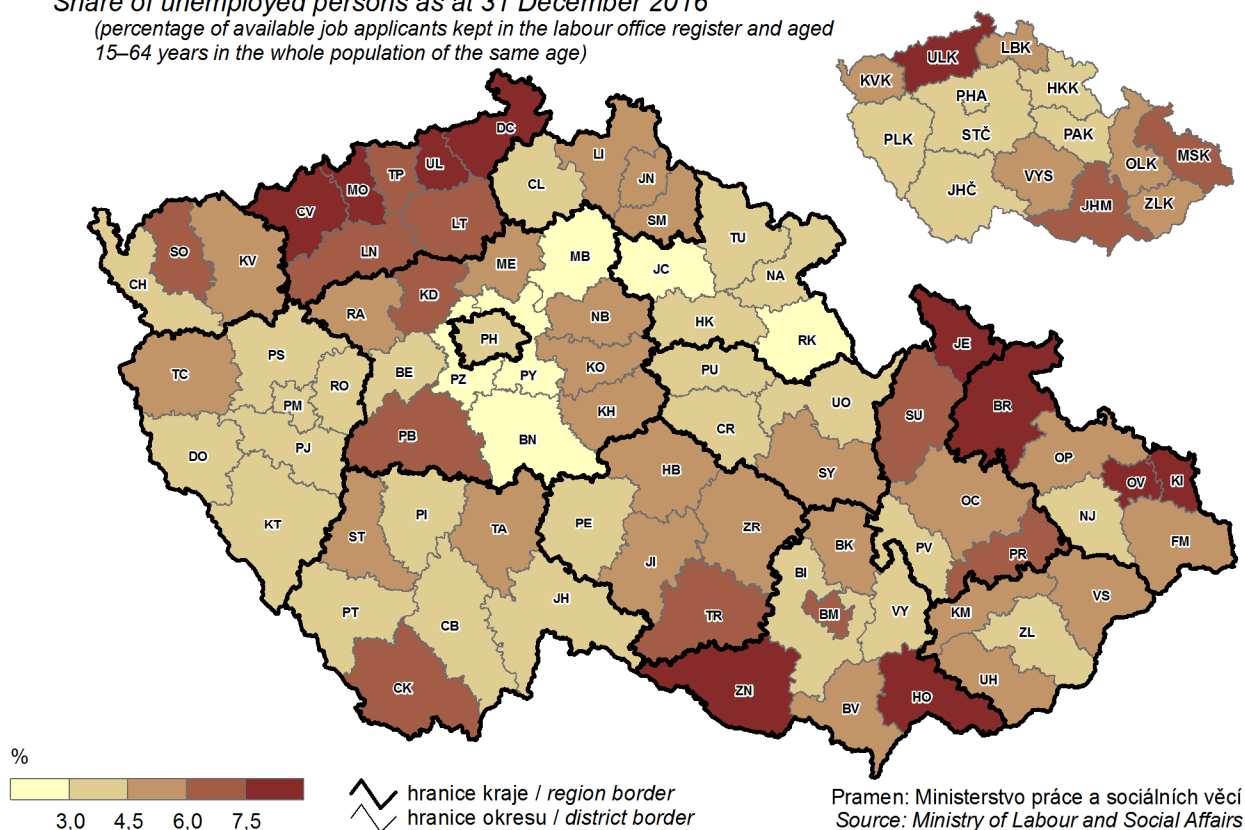 Share of unemployed persons as at 31 December 2016
(percentage of available job applicants kept in the labour office register and aged
15–64 years in the whole population of the same age)
LBK
ULK
KVK
PHA
HKK
PLK
STČ
PAK
OLK
MSK
VYS
JHČ
JHM
ZLK
DC
UL
TP
MO
CV
LT
LN
CL
LI
JN
SM
SO
KV
CH
TU
NA
MB
JC
ME
KD
RA
NB
HK
RK
PH
KO
PU
JE
TC
PS
RO
PM
BE
PZ
PY
KH
UO
CR
SU
BR
DO
PJ
PB
BN
HB
SY
OP
OV
KI
KT
ST
PI
TA
PE
ZR
OC
NJ
FM
JI
BK
PV
PR
BI
BM
VY
KM
VS
PT
CB
JH
TR
ZL
CK
ZN
BV
HO
UH
%
3,0 4,5 6,0 7,5
hranice kraje / region border
hranice okresu / district border
Pramen: Ministerstvo práce a sociálních věcí
Source: Ministry of Labour and Social Affairs